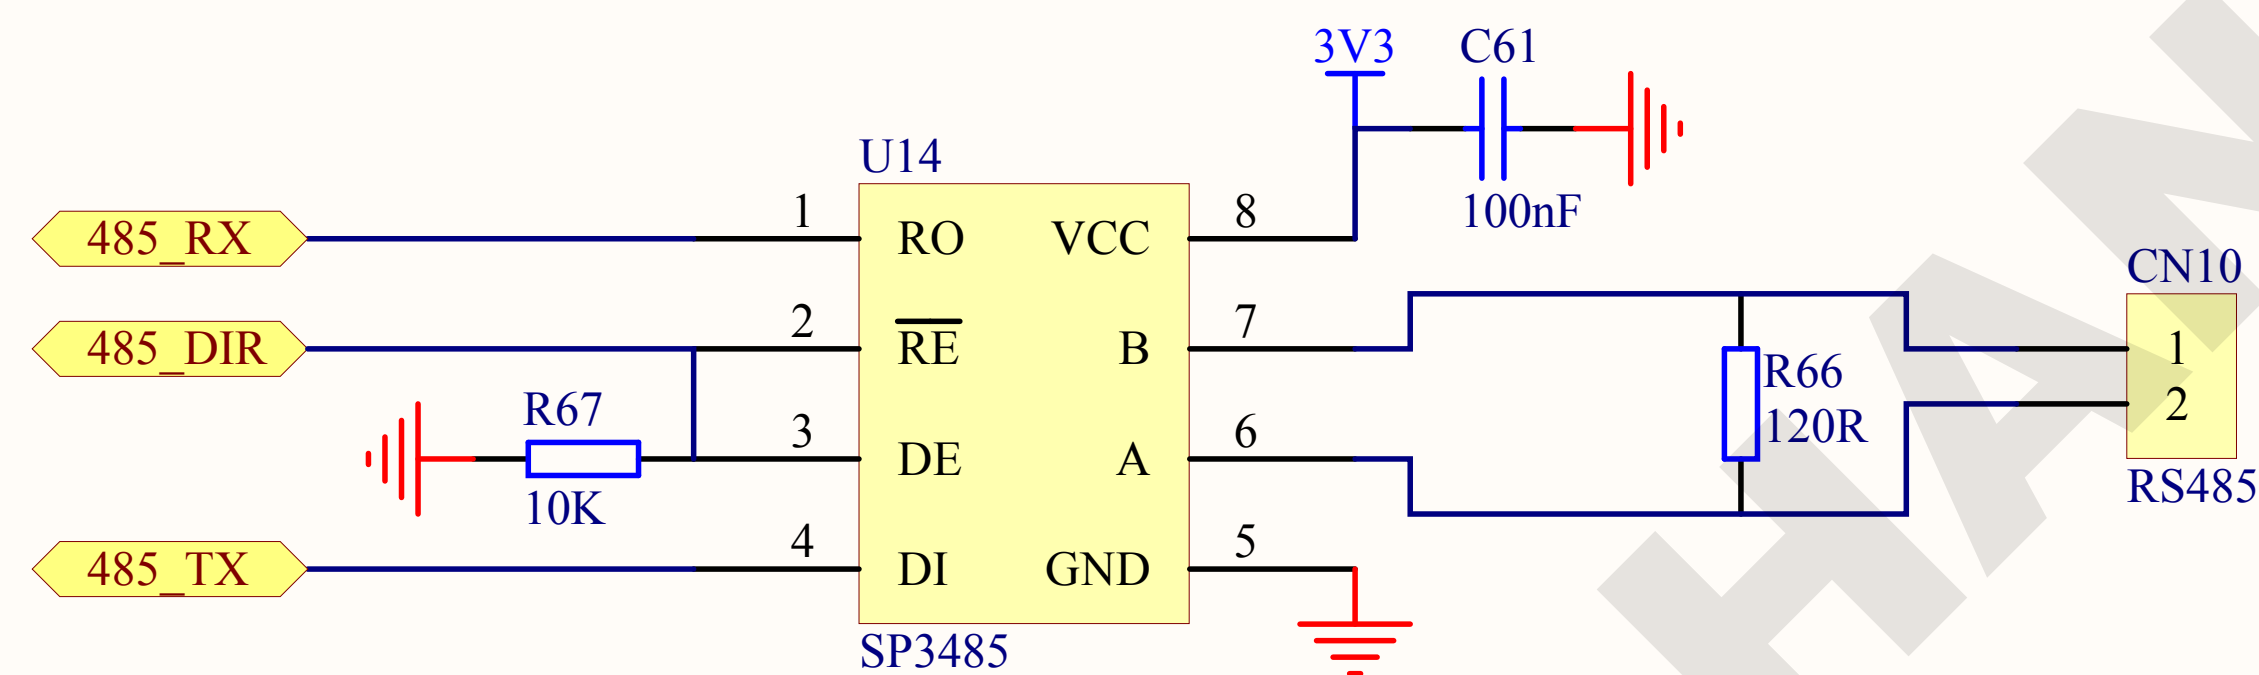 3V3
C61
100nF
U14
485_RX
1
RO
VCC
8
485_DIR
2
RE
B
7
R67
10K
3
DE
A
6
485_TX
4
DI
GND
5
SP3485
R66
120R
CN10
1
2
RS485
HAN